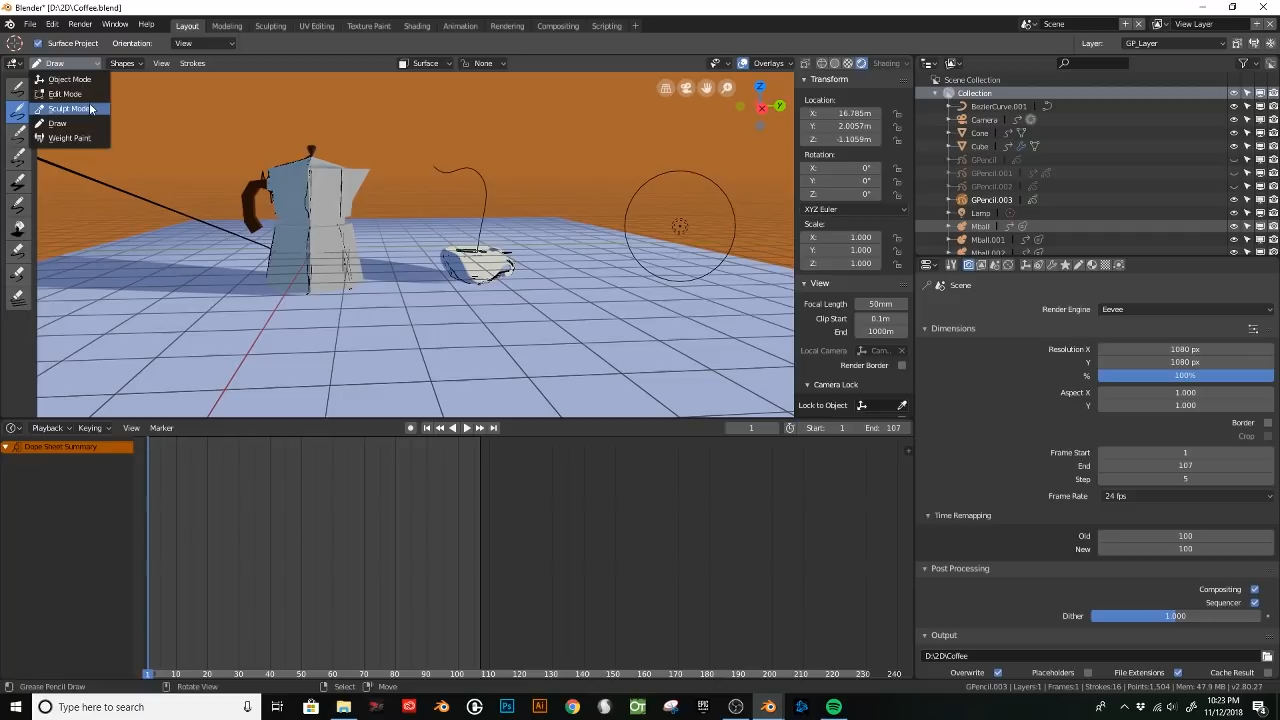 Blender* [D:\2D\Coffee.blend]
File Edit Render Window Help
Layout Modeling Sculpting UV Editing Texture Paint Shading Animation Rendering Compositing Scripting
Scene View Layer
Surface Project Orientation: View Layer: GP_Layer
Draw Shapes View Strokes Surface None Overlays Shading
Object Mode
Edit Mode
Sculpt Mode
Draw
Weight Paint
Z
X
Y
Transform
Location:
X: 16.785m
Y: 2.0057m
Z: -1.1059m
Rotation:
X: 0°
Y: 0°
Z: 0°
XYZ Euler
Scale:
X: 1.000
Y: 1.000
Z: 1.000
View
Focal Length 50mm
Clip Start 0.1m
End 1000m
Local Camera Cam..
Render Border
Camera Lock
Lock to Object
Scene Collection
Collection
BezierCurve.001
Camera
Cone
Cube
GPencil
GPencil.001
GPencil.002
GPencil.003
Lamp
Mball
Mball.001
Mball.002
Scene
Render Engine Eevee
Dimensions
Resolution X 1080 px
Y 1080 px
% 100%
Aspect X 1.000
Y 1.000
Border
Crop
Frame Start 1
End 107
Step 5
Frame Rate 24 fps
Time Remapping
Old 100
New 100
Post Processing
Compositing
Sequencer
Dither 1.000
Output
D:\2D\Coffee
Overwrite Placeholders File Extensions Cache Result
Playback Keying View Marker 1 Start: 1 End: 107
Dope Sheet Summary
1 10 20 30 40 50 60 70 80 90 100 110 120 130 140 150 160 170 180 190 200 210 220 230 240
Grease Pencil Draw Rotate View Select Move GPencil.003 | Layers:1 | Frames:1 | Strokes:16 | Points:1,504 | Mem: 47.9 MB | v2.80.27
Type here to search
Ps Ai OT EPIC
10:23 PM
11/12/2018